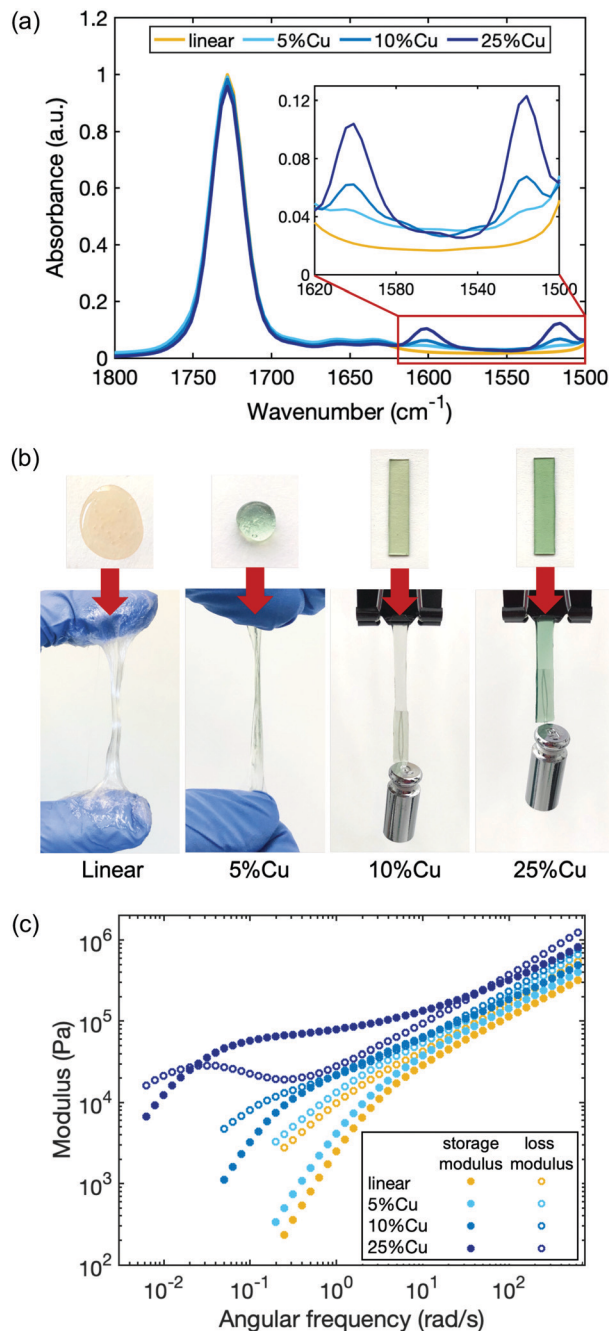 (a)
linear 5%Cu 10%Cu 25%Cu
1.2
1
0.8
0.6
0.4
0.2
0
Absorbance (a.u.)
0.12
0.08
0.04
0
1620 1580 1540 1500
1800 1750 1700 1650 1600 1550 1500
Wavenumber (cm⁻¹)
(b)
Linear 5%Cu 10%Cu 25%Cu
(c)
10⁶
10⁵
10⁴
10³
10²
Modulus (Pa)
storage loss
modulus modulus
linear
5%Cu
10%Cu
25%Cu
10⁻² 10⁻¹ 10⁰ 10¹ 10²
Angular frequency (rad/s)